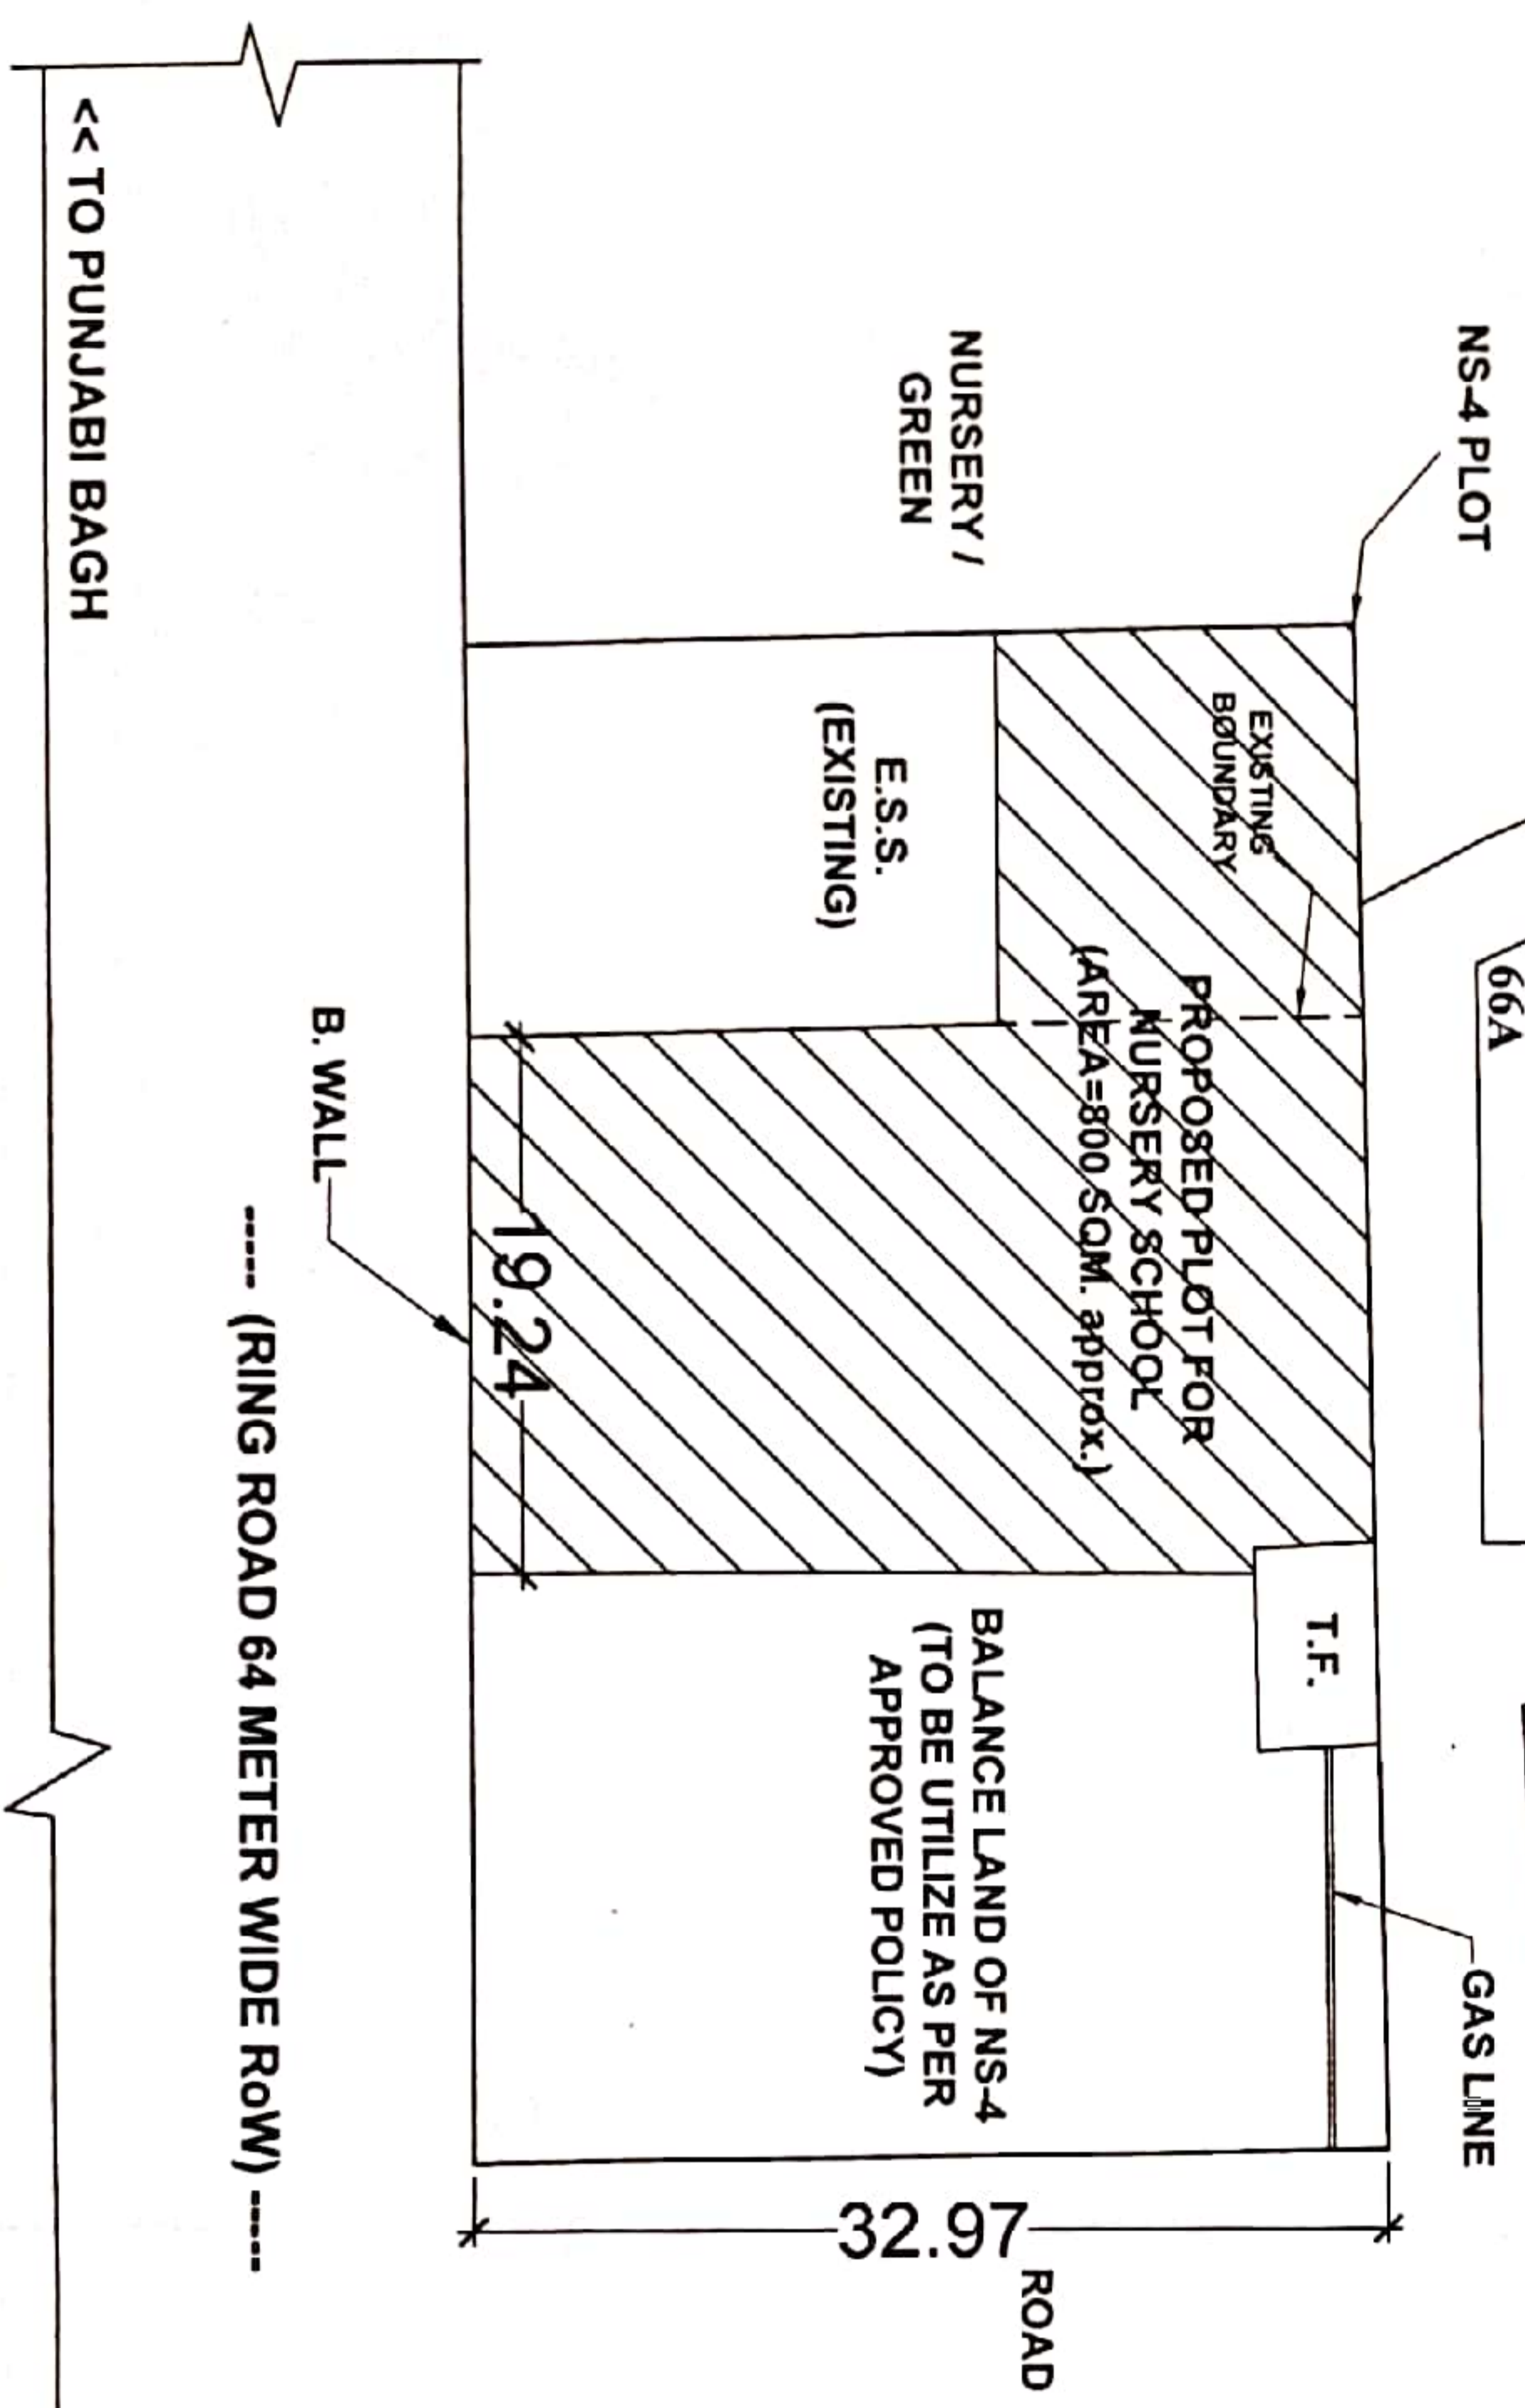 NS-4 PLOT
66A
GAS LINE
NURSERY /
GREEN
EXISTING
BOUNDARY
PROPOSED PLOT FOR
NURSERY SCHOOL
(AREA=800 SQM. approx.)
T.F.
E.S.S.
(EXISTING)
BALANCE LAND OF NS-4
(TO BE UTILIZE AS PER
APPROVED POLICY)
32.97
ROAD
19.24
B. WALL
---- (RING ROAD 64 METER WIDE RoW) ----
<< TO PUNJABI BAGH